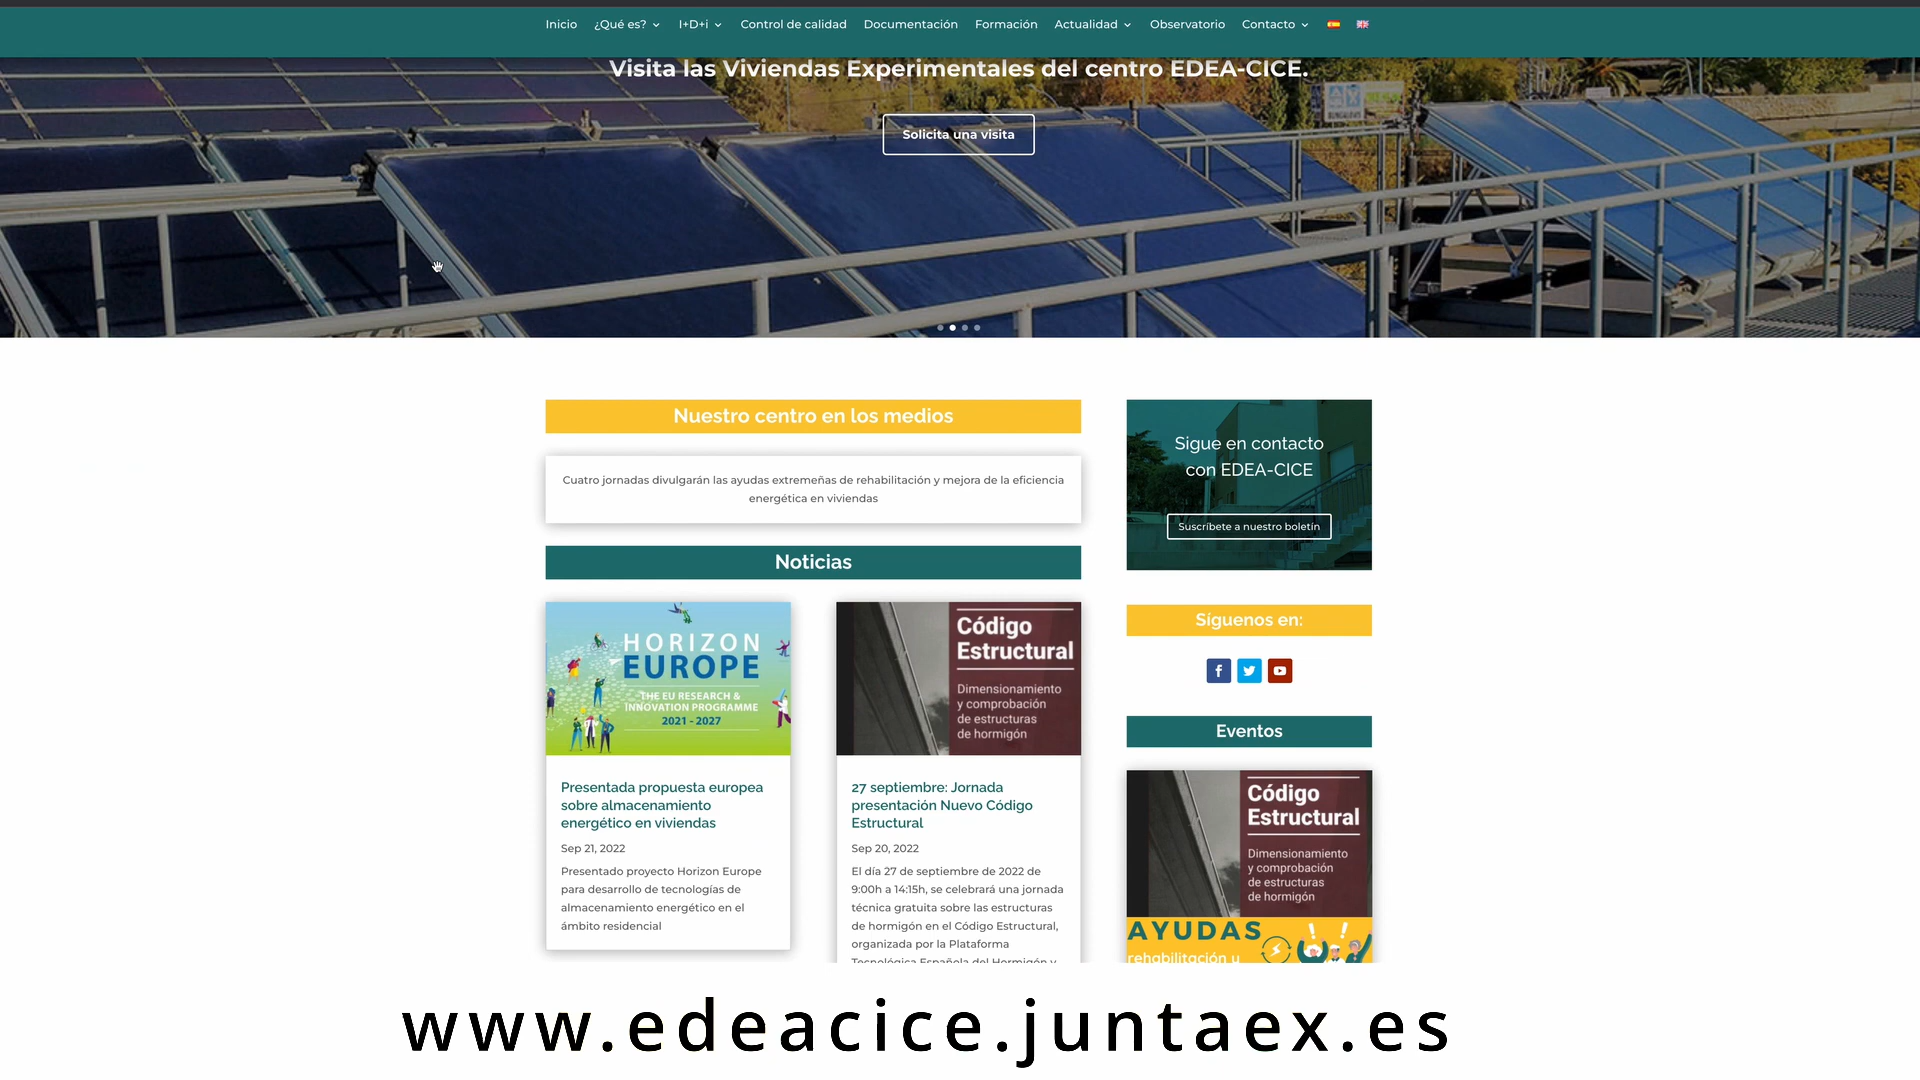 Inicio ¿Qué es? I+D+i Control de calidad Documentación Formación Actualidad Observatorio Contacto
Visita las Viviendas Experimentales del centro EDEA-CICE.
Solicita una visita
Nuestro centro en los medios
Cuatro jornadas divulgarán las ayudas extremeñas de rehabilitación y mejora de la eficiencia
energética en viviendas
Noticias
HORIZON
EUROPE
THE EU RESEARCH &
INNOVATION PROGRAMME
2021 - 2027
Presentada propuesta europea
sobre almacenamiento
energético en viviendas
Sep 21, 2022
Presentado proyecto Horizon Europe
para desarrollo de tecnologías de
almacenamiento energético en el
ámbito residencial
Código
Estructural
Dimensionamiento
y comprobación
de estructuras
de hormigón
27 septiembre: Jornada
presentación Nuevo Código
Estructural
Sep 20, 2022
El día 27 de septiembre de 2022 de
9:00h a 14:15h, se celebrará una jornada
técnica gratuita sobre las estructuras
de hormigón en el Código Estructural,
organizada por la Plataforma
Tecnológica Española del Hormigón y
Sigue en contacto
con EDEA-CICE
Suscríbete a nuestro boletín
Síguenos en:
Eventos
Código
Estructural
Dimensionamiento
y comprobación
de estructuras
de hormigón
AYUDAS
rehabilitación y
www.edeacice.juntaex.es